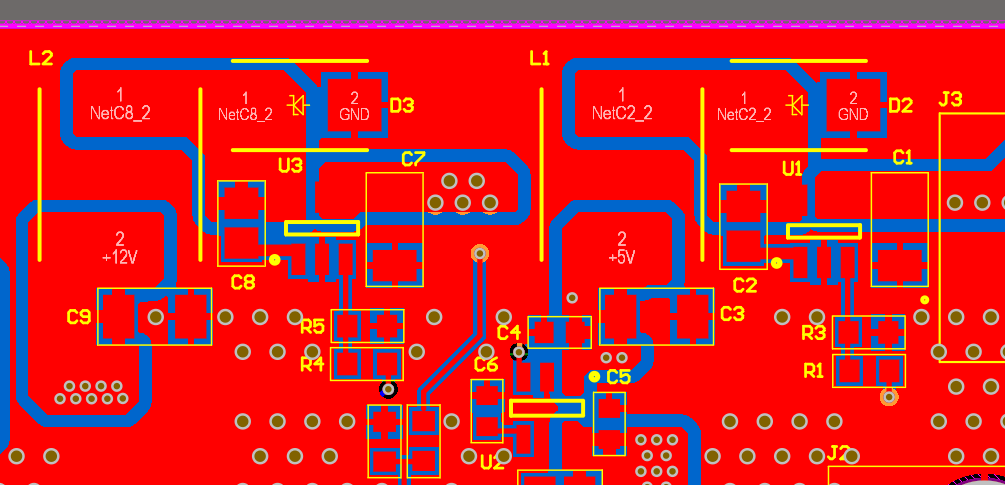 L2
L1
J3
1
NetC8_2
1
NetC8_2
2
GND
D3
1
NetC2_2
1
NetC2_2
2
GND
D2
U3
C7
U1
C1
2
+12V
2
+5V
C8
C2
C9
R5
C4
C3
R3
R4
C6
C5
R1
U2
J2